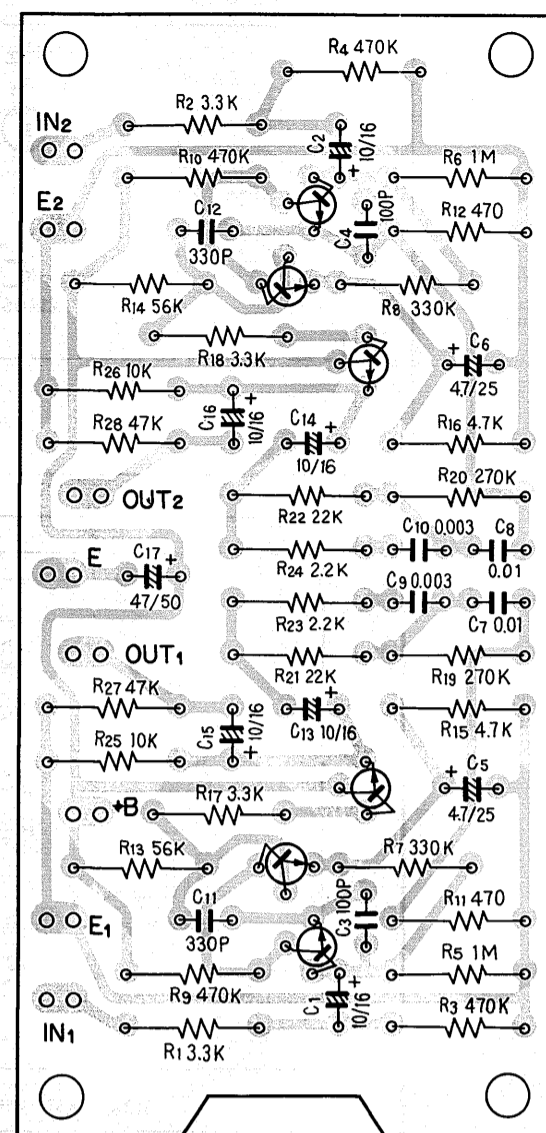 R4 470K
R2 3.3K
IN2
C2
10/16
+
R10 470K
R6 1M
E2
C12
330P
C4
100P
R12 470
R14 56K
R8 330K
R18 3.3K
+
C6
4.7/25
R26 10K
+
C16
10/16
R28 47K
C14
+
10/16
R16 4.7K
OUT2
R20 270K
R22 22K
C10 0.003
C8
0.01
E
C17
+
47/50
R24 2.2K
C9 0.003
R23 2.2K
C7 0.01
OUT1
R21 22K
R19 270K
R27 47K
C15
10/16
+
+
C13 10/16
R15 4.7K
R25 10K
+
C5
4.7/25
+B
R17 3.3K
R13 56K
R7 330K
C11
330P
E1
C3 100P
R11 470
R5 1M
R9 470K
C1
10/16
+
R3 470K
IN1
R1 3.3K